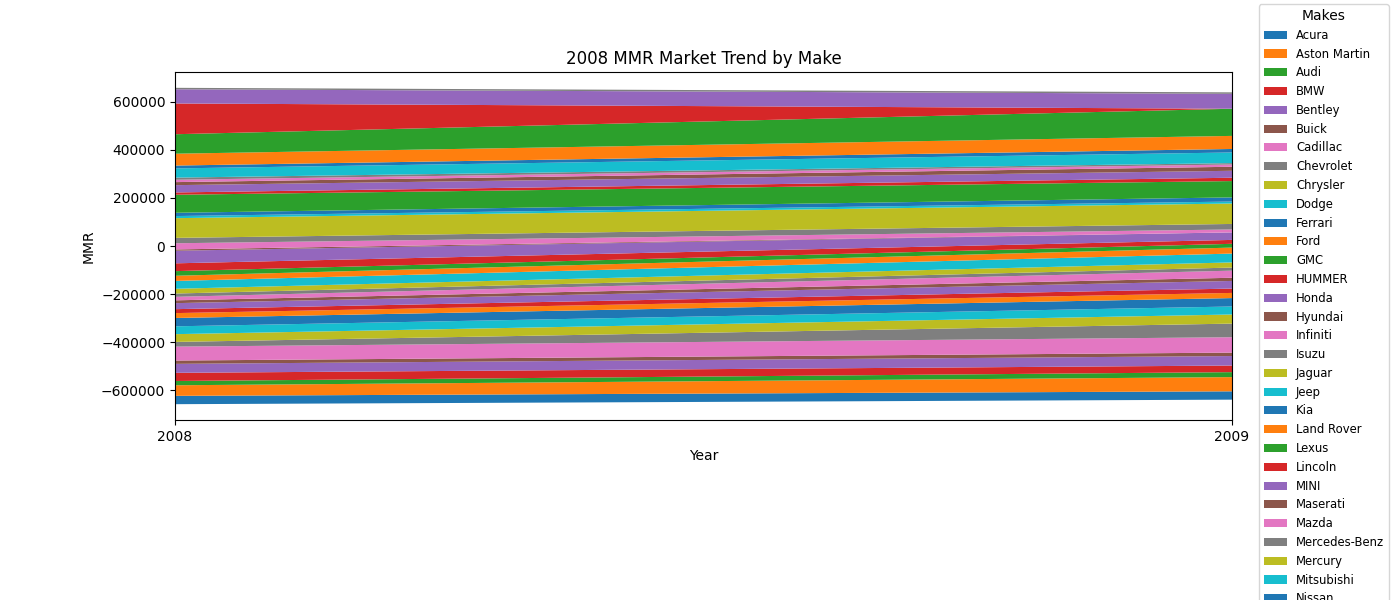 2008 MMR Market Trend by Make
MMR
600000
400000
200000
0
−200000
−400000
−600000
2008
2009
Year
Makes
Acura
Aston Martin
Audi
BMW
Bentley
Buick
Cadillac
Chevrolet
Chrysler
Dodge
Ferrari
Ford
GMC
HUMMER
Honda
Hyundai
Infiniti
Isuzu
Jaguar
Jeep
Kia
Land Rover
Lexus
Lincoln
MINI
Maserati
Mazda
Mercedes-Benz
Mercury
Mitsubishi
Nissan